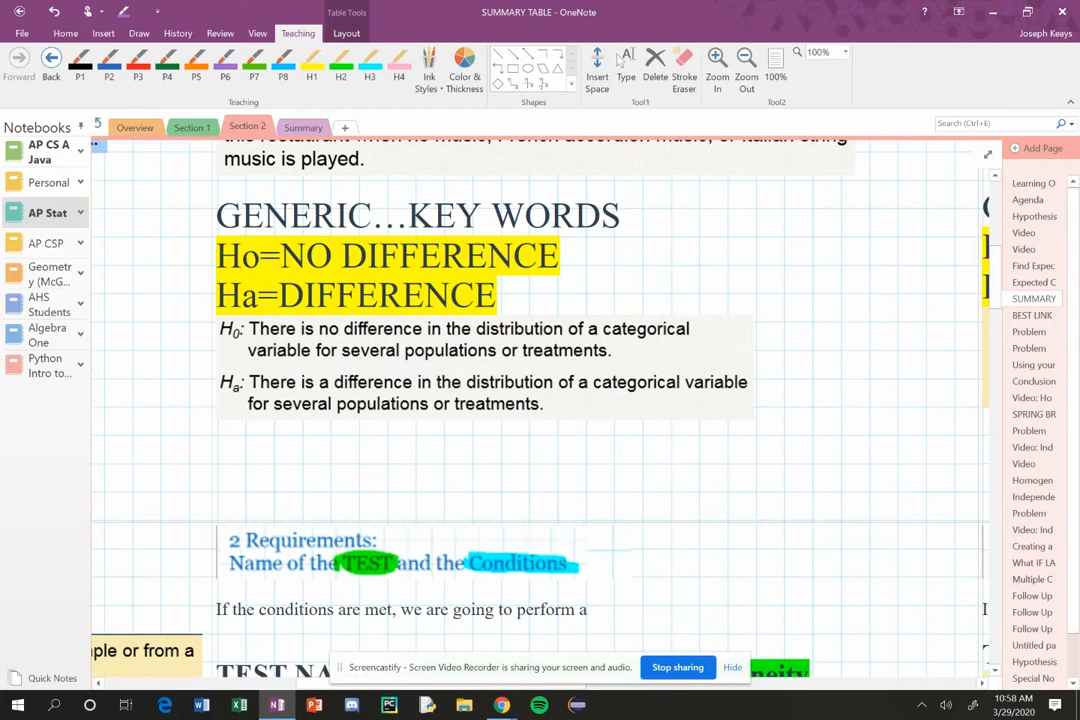 Table Tools
SUMMARY TABLE - OneNote
Joseph Keays
File Home Insert Draw History Review View Teaching Layout
Forward Back P1 P2 P3 P4 P5 P6 P7 P8 H1 H2 H3 H4 Ink Styles Color & Thickness
Insert Space Type Delete Stroke Eraser Zoom In Zoom Out 100% 100%
Teaching Shapes Tool1 Tool2
Notebooks Overview Section 1 Section 2 Summary Search (Ctrl+E)
AP CS A Java
Personal
AP Stat
AP CSP
Geometr y (McG...
AHS Students
Algebra One
Python Intro to...
Quick Notes
music is played.
GENERIC...KEY WORDS
Ho=NO DIFFERENCE
Ha=DIFFERENCE
H0: There is no difference in the distribution of a categorical
variable for several populations or treatments.
Ha: There is a difference in the distribution of a categorical variable
for several populations or treatments.
2 Requirements:
Name of the TEST and the Conditions
If the conditions are met, we are going to perform a
ple or from a
Screencastify - Screen Video Recorder is sharing your screen and audio. Stop sharing Hide
Add Page
Learning O
Agenda
Hypothesis
Video
Video
Find Expec
Expected C
SUMMARY
BEST LINK
Problem
Problem
Using your
Conclusion
Video: Ho
SPRING BR
Problem
Video: Ind
Video
Homogen
Independe
Problem
Video: Ind
Creating a
What IF LA
Multiple C
Follow Up
Follow Up
Follow Up
Untitled pa
Hypothesis
Special No
10:58 AM
3/29/2020